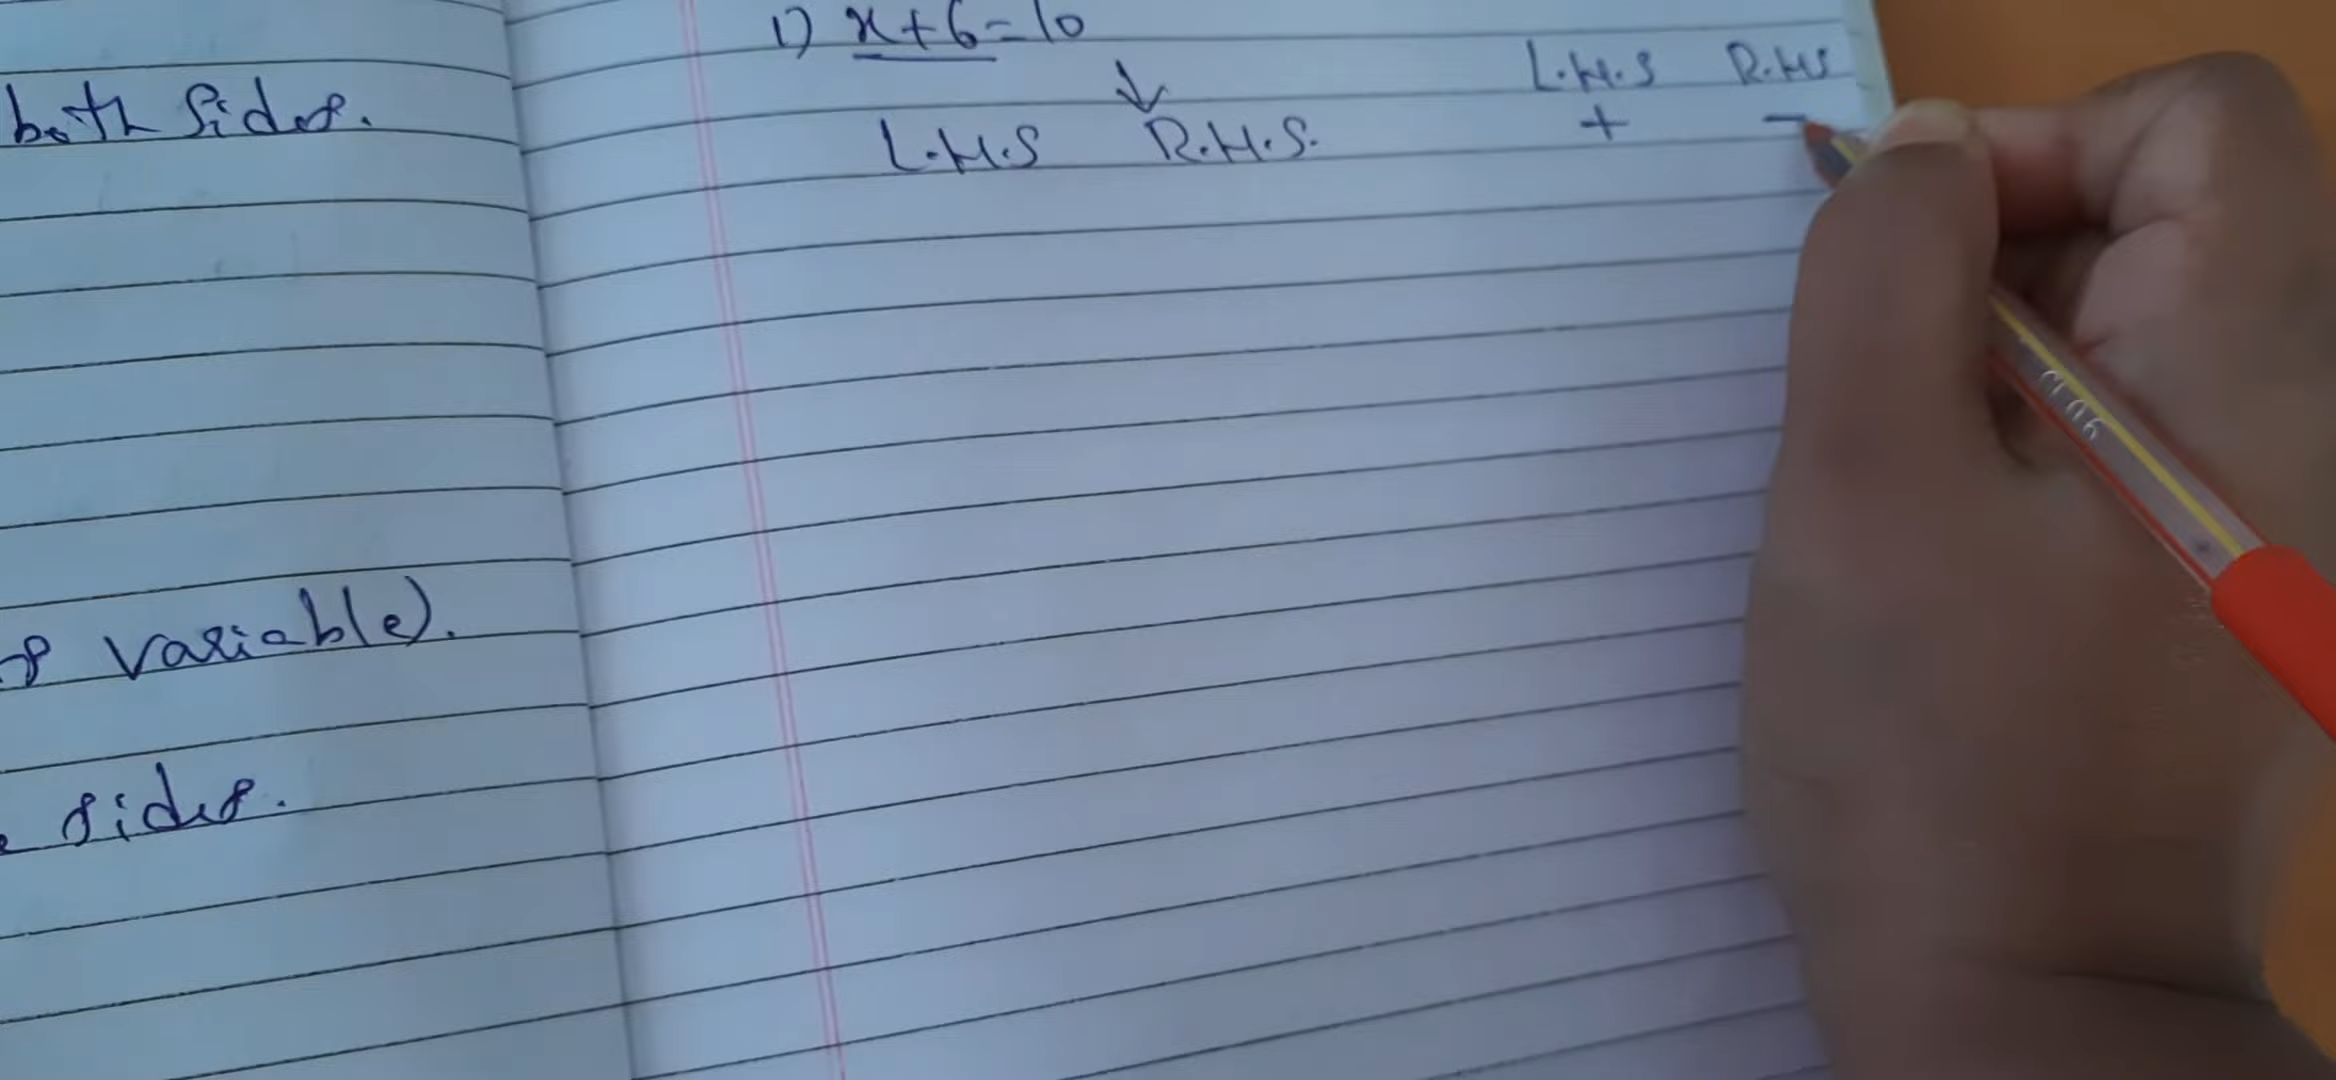 both sides.
variable).
sides.
1) x+6=10
↓
L.H.S R.H.S.
L.H.S R.H.S
+ −